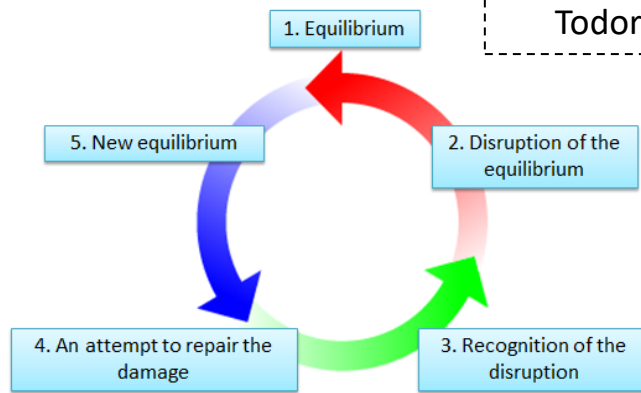 Todor
1. Equilibrium
2. Disruption of the
equilibrium
3. Recognition of the
disruption
4. An attempt to repair the
damage
5. New equilibrium